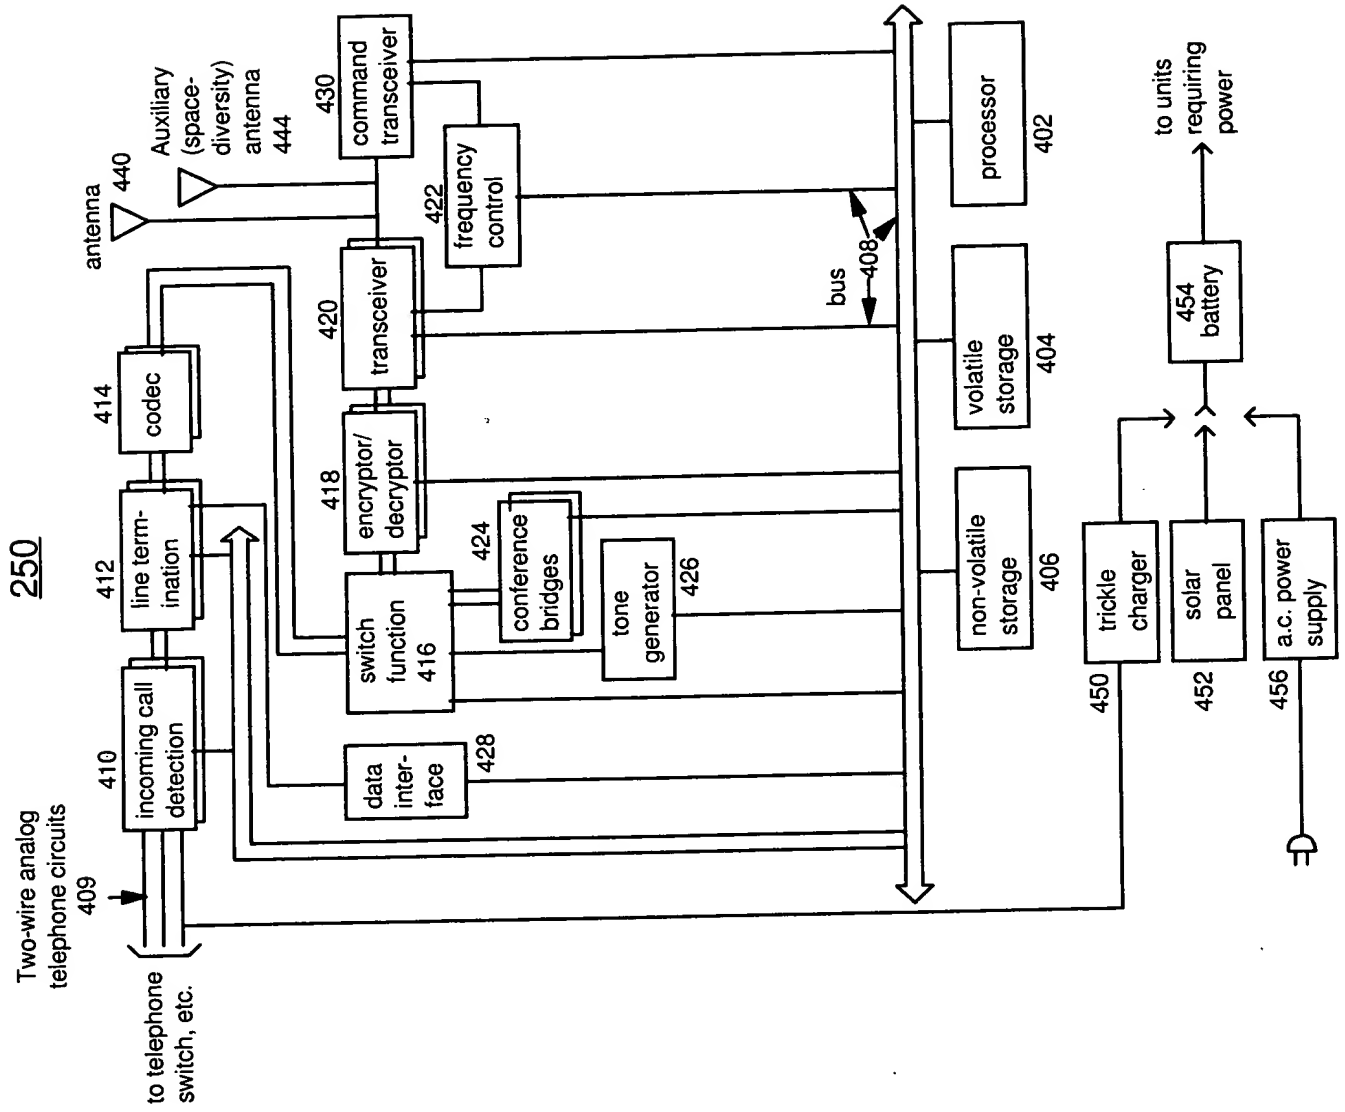 250
Two-wire analog
telephone circuits
409
to telephone
switch, etc.
410
incoming call
detection
412
line term-
ination
414
codec
antenna
440
Auxiliary
(space-
diversity)
antenna
444
430
command
transceiver
420
transceiver
422
frequency
control
418
encryptor/
decryptor
switch
function
416
424
conference
bridges
tone
generator
426
data
inter-
face
428
bus
408
processor
402
volatile
storage
404
non-volatile
storage
406
trickle
charger
450
solar
panel
452
a.c. power
supply
456
454
battery
to units
requiring
power